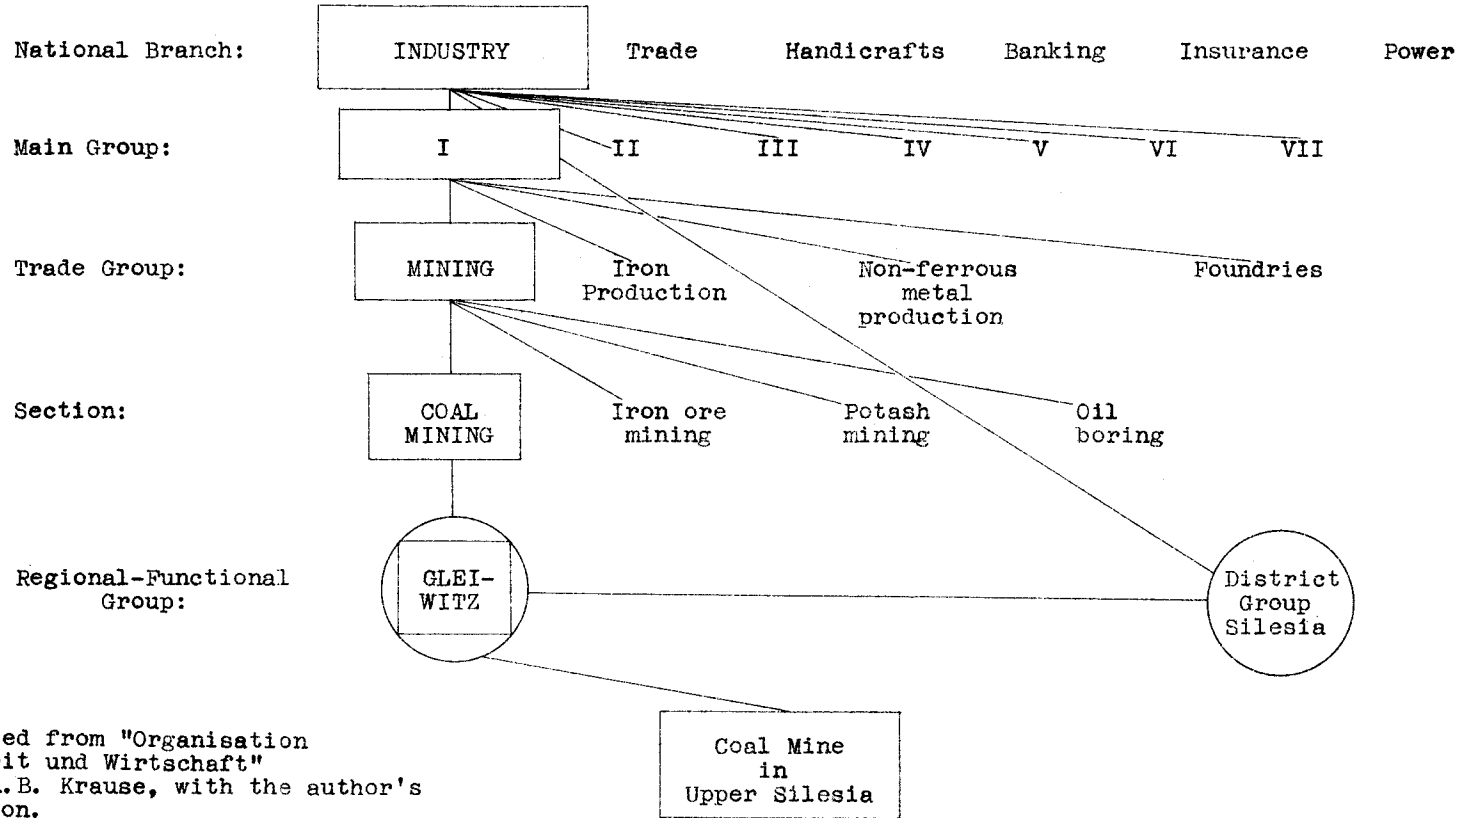 National Branch: INDUSTRY Trade Handicrafts Banking Insurance Power
Main Group: I II III IV V VI VII
Trade Group: MINING Iron Production Non-ferrous metal production Foundries
Section: COAL MINING Iron ore mining Potash mining Oil boring
Regional-Functional Group: GLEI-WITZ District Group Silesia
Coal Mine
in
Upper Silesia
ed from "Organisation
it und Wirtschaft"
.B. Krause, with the author's
on.